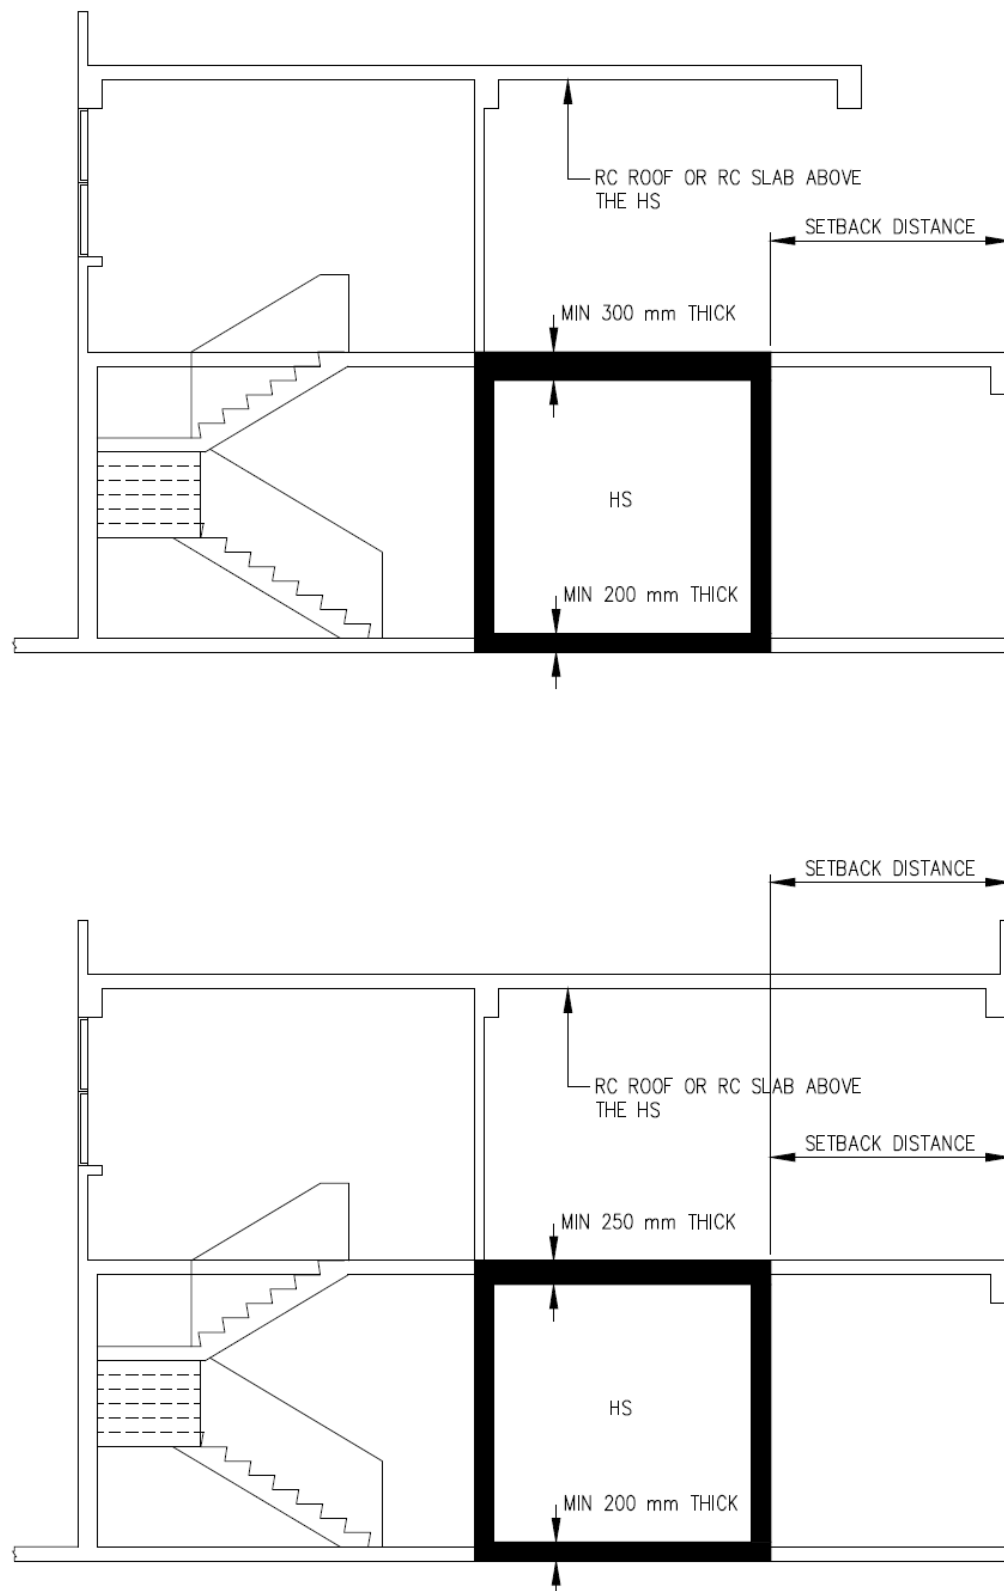 RC ROOF OR RC SLAB ABOVE
THE HS
SETBACK DISTANCE
MIN 300 mm THICK
HS
MIN 200 mm THICK
SETBACK DISTANCE
RC ROOF OR RC SLAB ABOVE
THE HS
SETBACK DISTANCE
MIN 250 mm THICK
HS
MIN 200 mm THICK